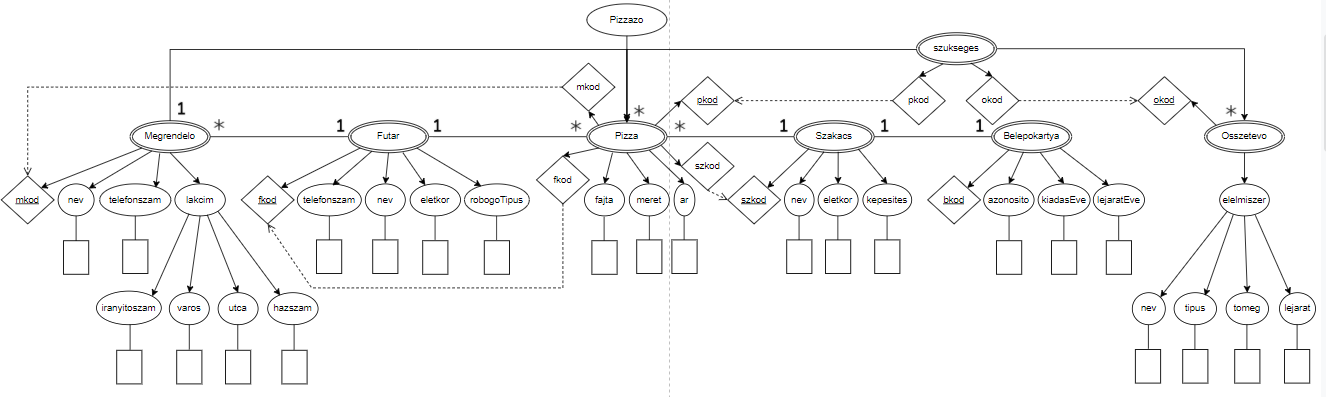 Pizzazo
szukseges
mkod
pkod
pkod
okod
okod
1
*
*
*
Megrendelo
*
1
Futar
1
*
Pizza
1
Szakacs
1
1
Belepokartya
Osszetevo
szkod
fkod
mkod
nev
telefonszam
lakcim
fkod
telefonszam
nev
eletkor
robogoTipus
fajta
meret
ar
szkod
nev
eletkor
kepesites
bkod
azonosito
kiadasEve
lejaratEve
elelmiszer
iranyitoszam
varos
utca
hazszam
nev
tipus
tomeg
lejarat